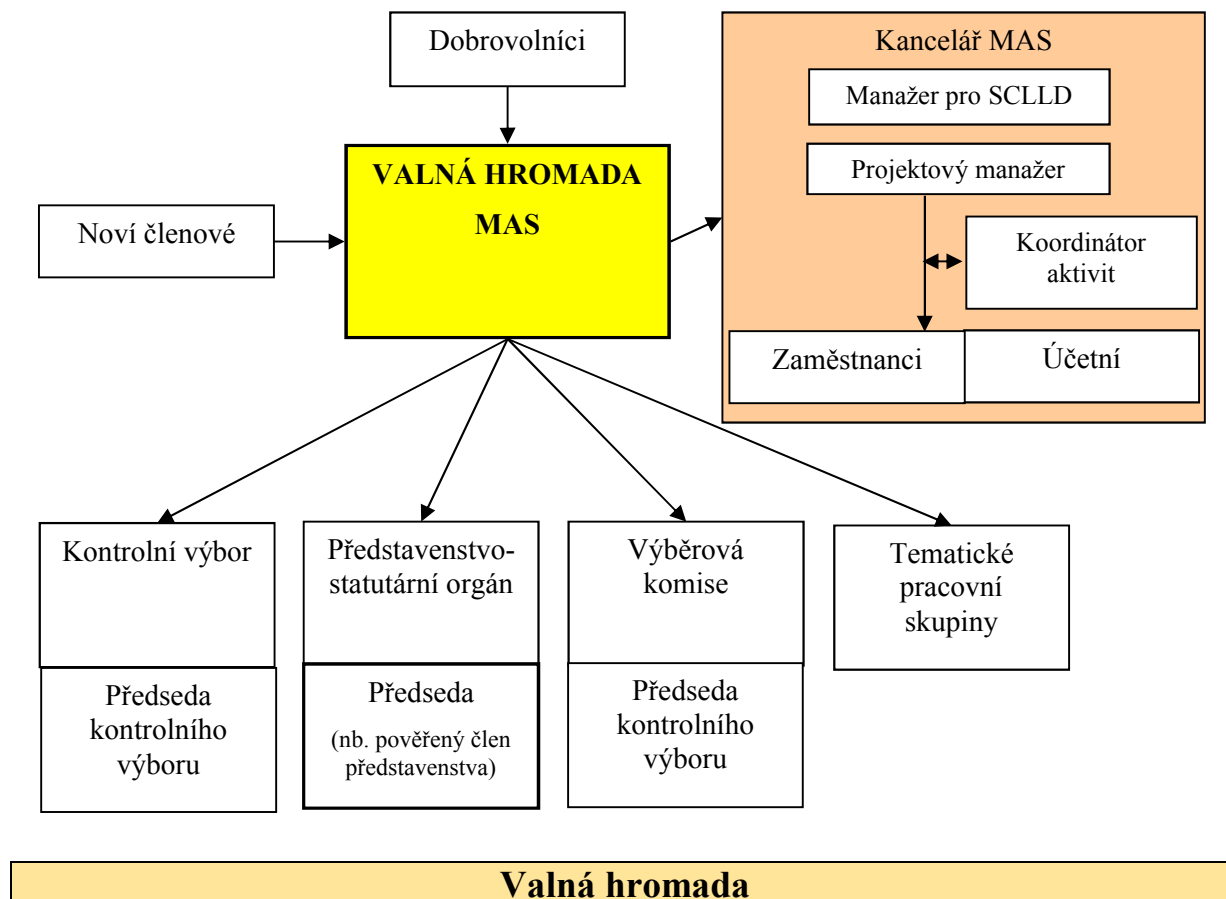 Dobrovolníci
Kancelář MAS
Manažer pro SCLLD
Projektový manažer
Koordinátor
aktivit
Zaměstnanci
Účetní
VALNÁ HROMADA
MAS
Noví členové
Kontrolní výbor
Předseda
kontrolního
výboru
Představenstvo-
statutární orgán
Předseda
(nb. pověřený člen
představenstva)
Výběrová
komise
Předseda
kontrolního
výboru
Tematické
pracovní
skupiny
Valná hromada